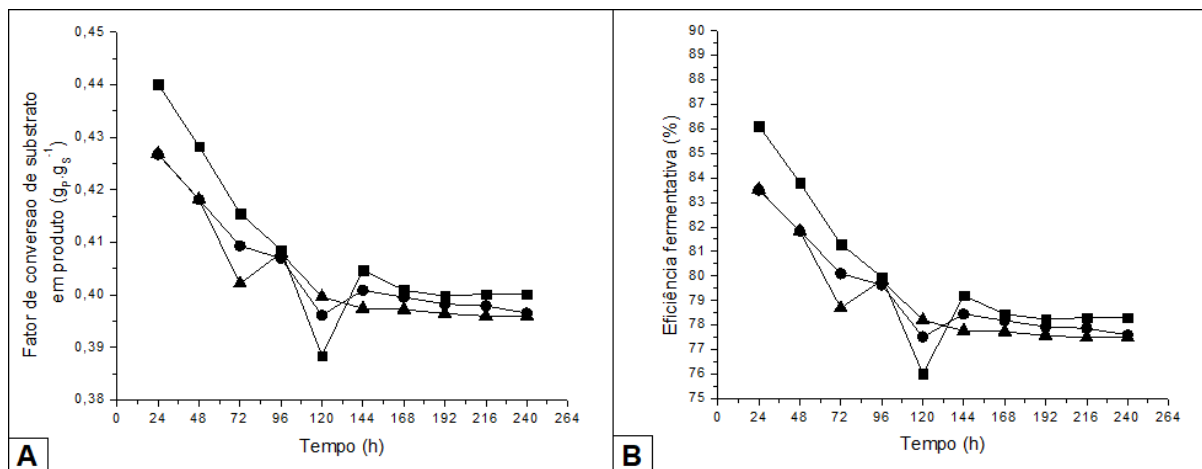 Fator de conversao de substrato
em produto (gₚ.gₛ⁻¹)
0,45
0,44
0,43
0,42
0,41
0,40
0,39
0,38
0 24 48 72 96 120 144 168 192 216 240 264
Tempo (h)
A
Eficiência fermentativa (%)
90
89
88
87
86
85
84
83
82
81
80
79
78
77
76
75
0 24 48 72 96 120 144 168 192 216 240 264
Tempo (h)
B